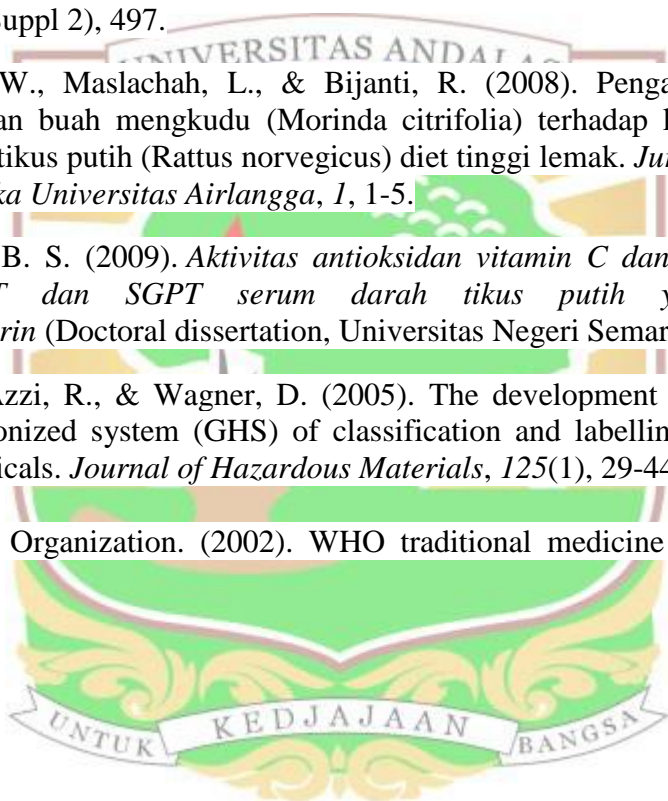 Suppl 2), 497.
UNIVERSITAS ANDALAS
W., Maslachah, L., & Bijanti, R. (2008). Penga
an buah mengkudu (Morinda citrifolia) terhadap
tikus putih (Rattus norvegicus) diet tinggi lemak. Jur
ka Universitas Airlangga, 1, 1-5.
B. S. (2009). Aktivitas antioksidan vitamin C dan
T dan SGPT serum darah tikus putih y
rin (Doctoral dissertation, Universitas Negeri Semar
Azzi, R., & Wagner, D. (2005). The development
onized system (GHS) of classification and labellin
icals. Journal of Hazardous Materials, 125(1), 29-44
Organization. (2002). WHO traditional medicine
UNTUK KEDJAJAAN BANGSA